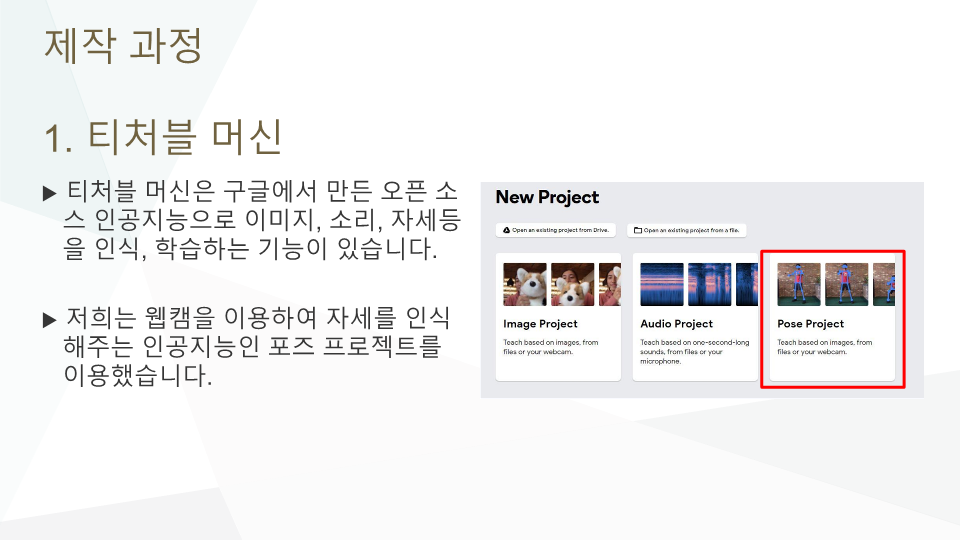 제작 과정
1. 티처블 머신
▶ 티처블 머신은 구글에서 만든 오픈 소
스 인공지능으로 이미지, 소리, 자세등
을 인식, 학습하는 기능이 있습니다.
▶ 저희는 웹캠을 이용하여 자세를 인식
해주는 인공지능인 포즈 프로젝트를
이용했습니다.
New Project
Open an existing project from Drive.
Open an existing project from a file.
Image Project
Teach based on images, from
files or your webcam.
Audio Project
Teach based on one-second-long
sounds, from files or your
microphone.
Pose Project
Teach based on images, from
files or your webcam.